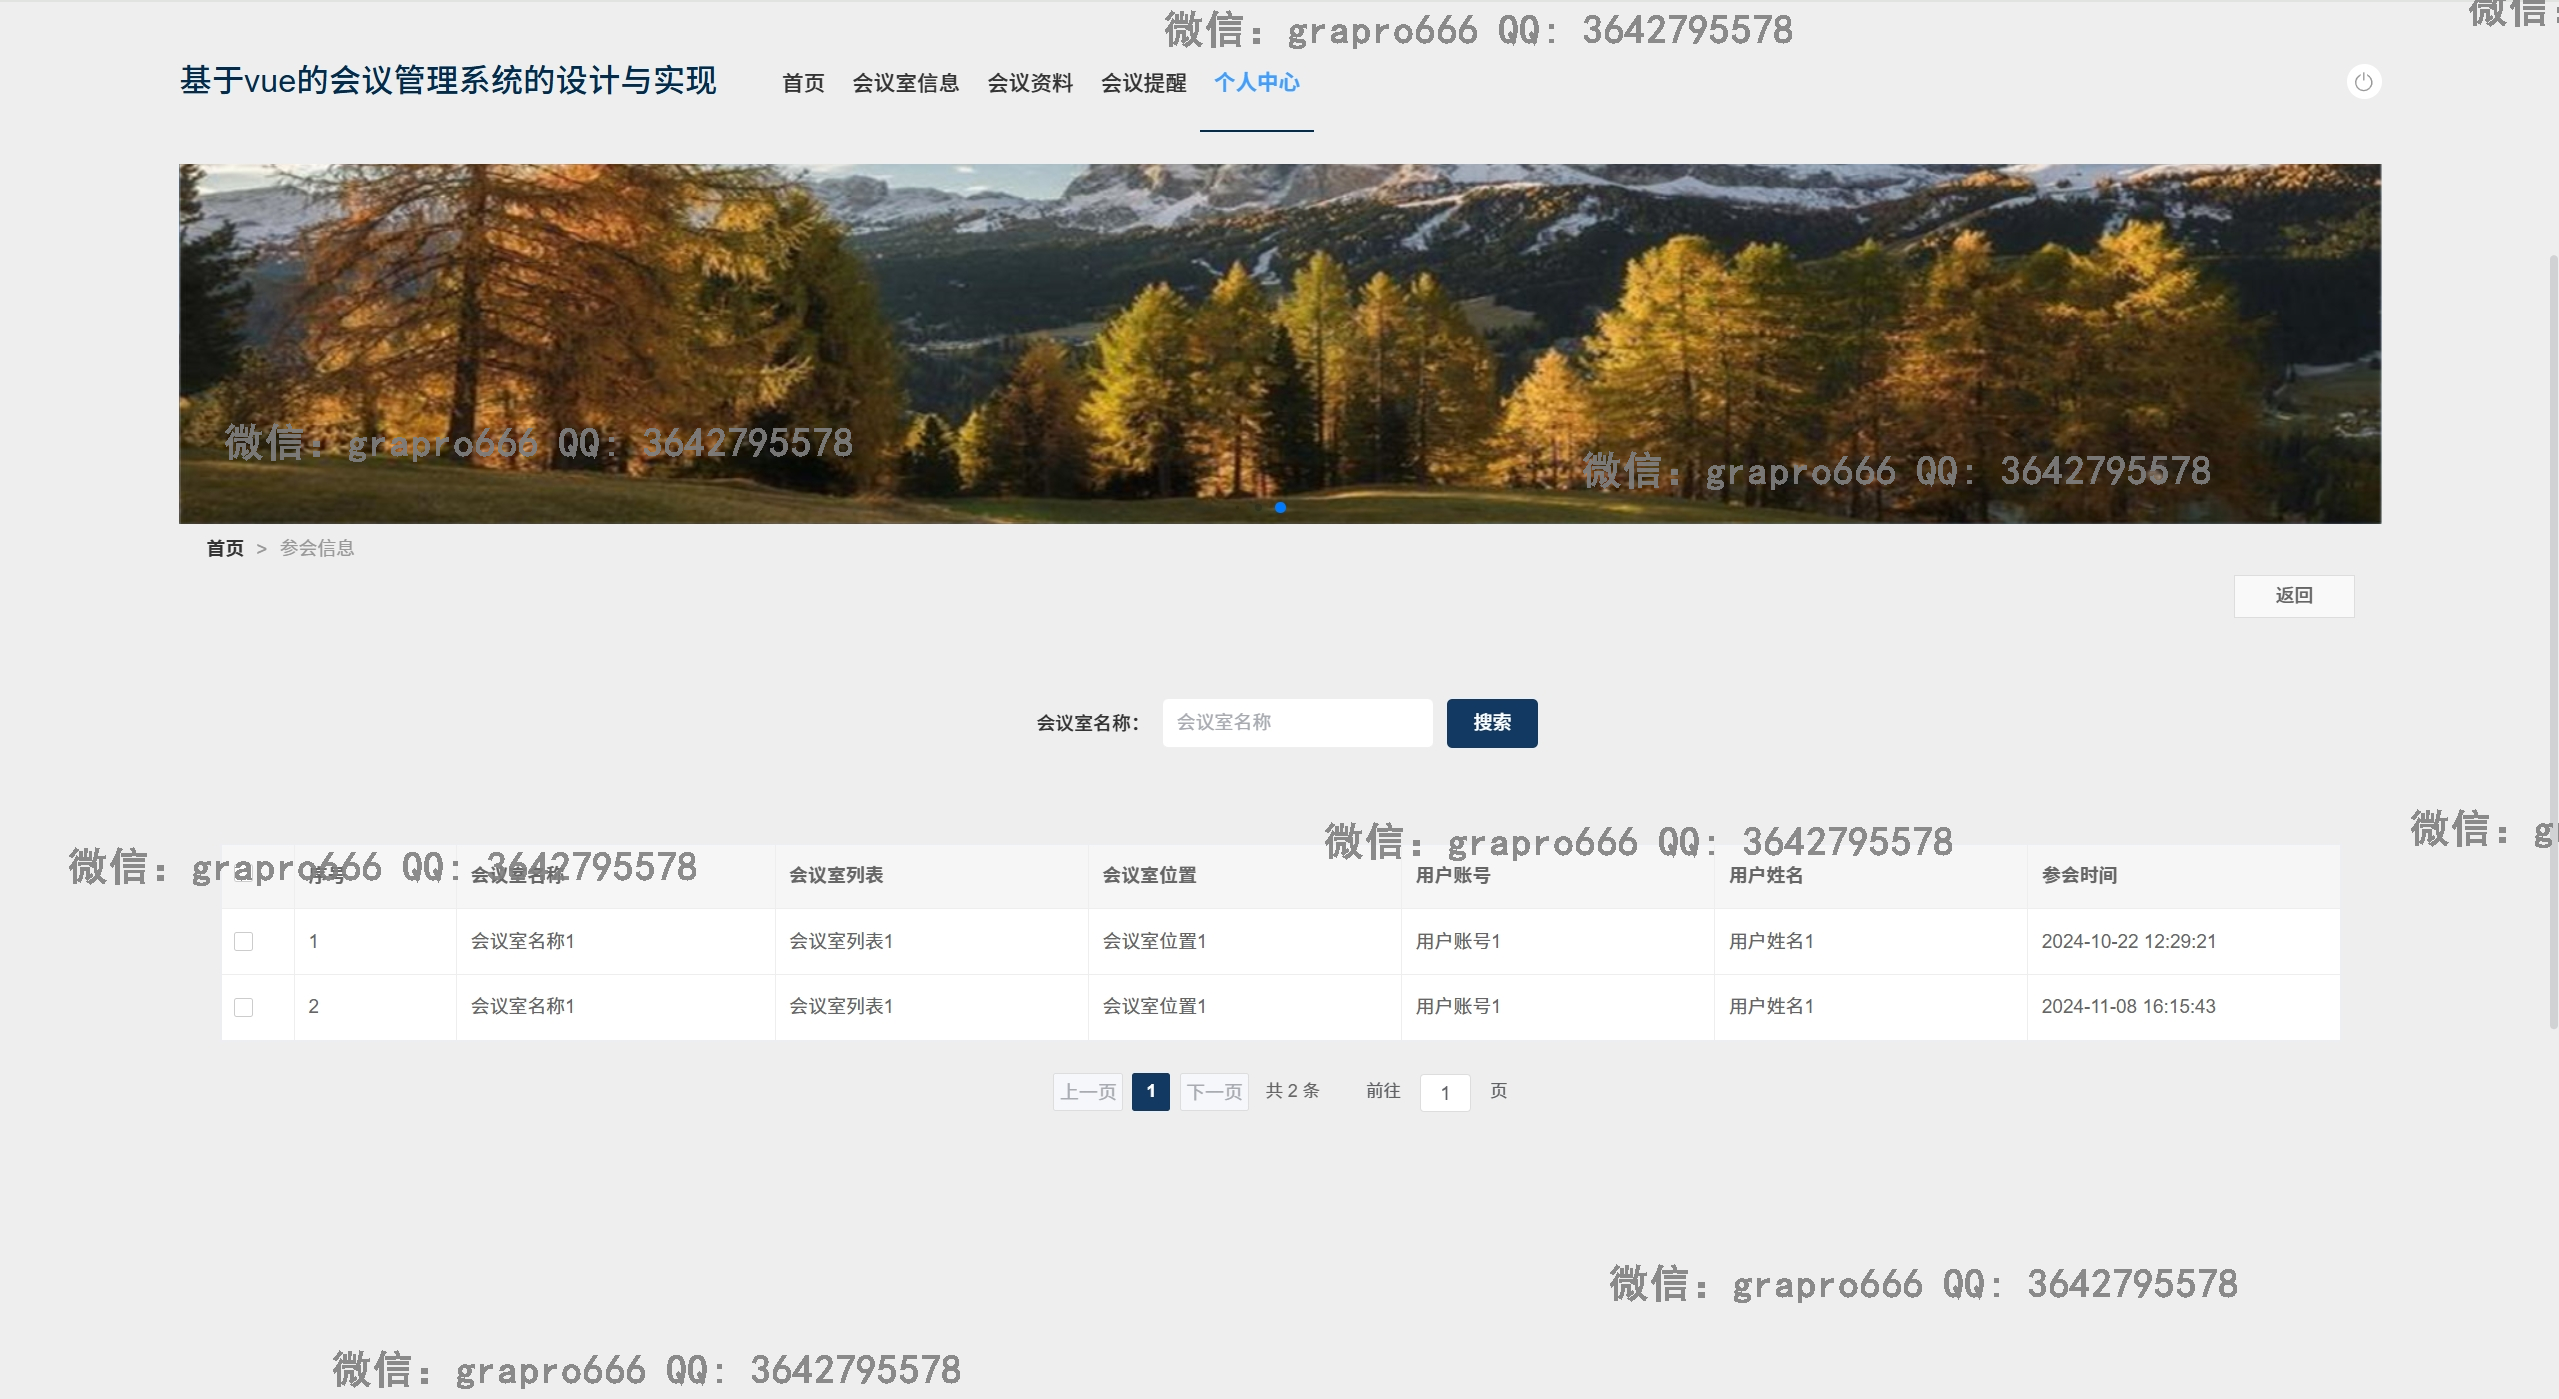 微信：grapro666 QQ：3642795578
微信：
基于vue的会议管理系统的设计与实现
首页 会议室信息 会议资料 会议提醒 个人中心
微信：grapro666 QQ：3642795578
微信：grapro666 QQ：3642795578
首页 > 参会信息
返回
会议室名称： 会议室名称 搜索
微信：grapro666 QQ：3642795578
微信：g
微信：grapro666 QQ：3642795578
序号 会议室名称 会议室列表 会议室位置 用户账号 用户姓名 参会时间
1 会议室名称1 会议室列表1 会议室位置1 用户账号1 用户姓名1 2024-10-22 12:29:21
2 会议室名称1 会议室列表1 会议室位置1 用户账号1 用户姓名1 2024-11-08 16:15:43
上一页 1 下一页 共 2 条 前往 1 页
微信：grapro666 QQ：3642795578
微信：grapro666 QQ：3642795578